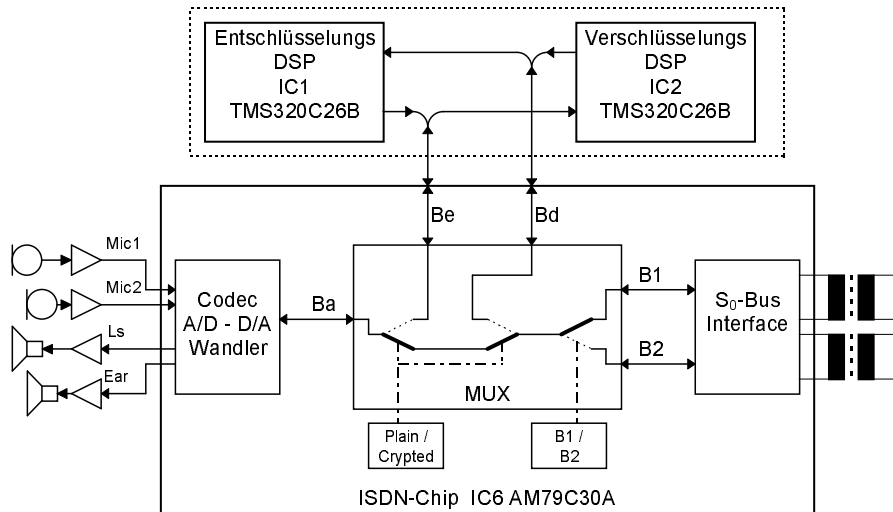 Entschlüsselungs
DSP
IC1
TMS320C26B
Verschlüsselungs
DSP
IC2
TMS320C26B
Be
Bd
Mic1
Mic2
Ls
Ear
Codec
A/D - D/A
Wandler
Ba
B1
B2
MUX
S₀-Bus
Interface
Plain /
Crypted
B1 /
B2
ISDN-Chip IC6 AM79C30A